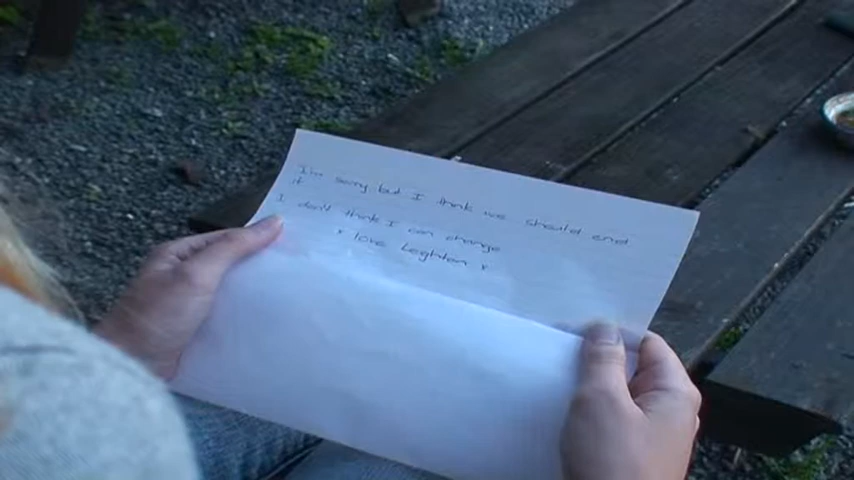 I'm sorry but I think we should end
it
I don't think I can change
x love Leighton x